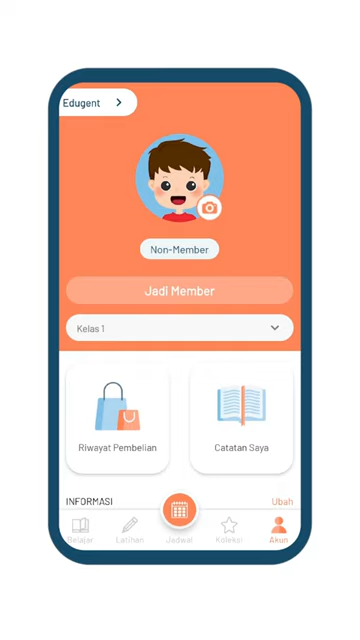 Edugent
Non-Member
Jadi Member
Kelas 1
Riwayat Pembelian
Catatan Saya
INFORMASI
Ubah
Belajar
Latihan
Jadwal
Koleksi
Akun